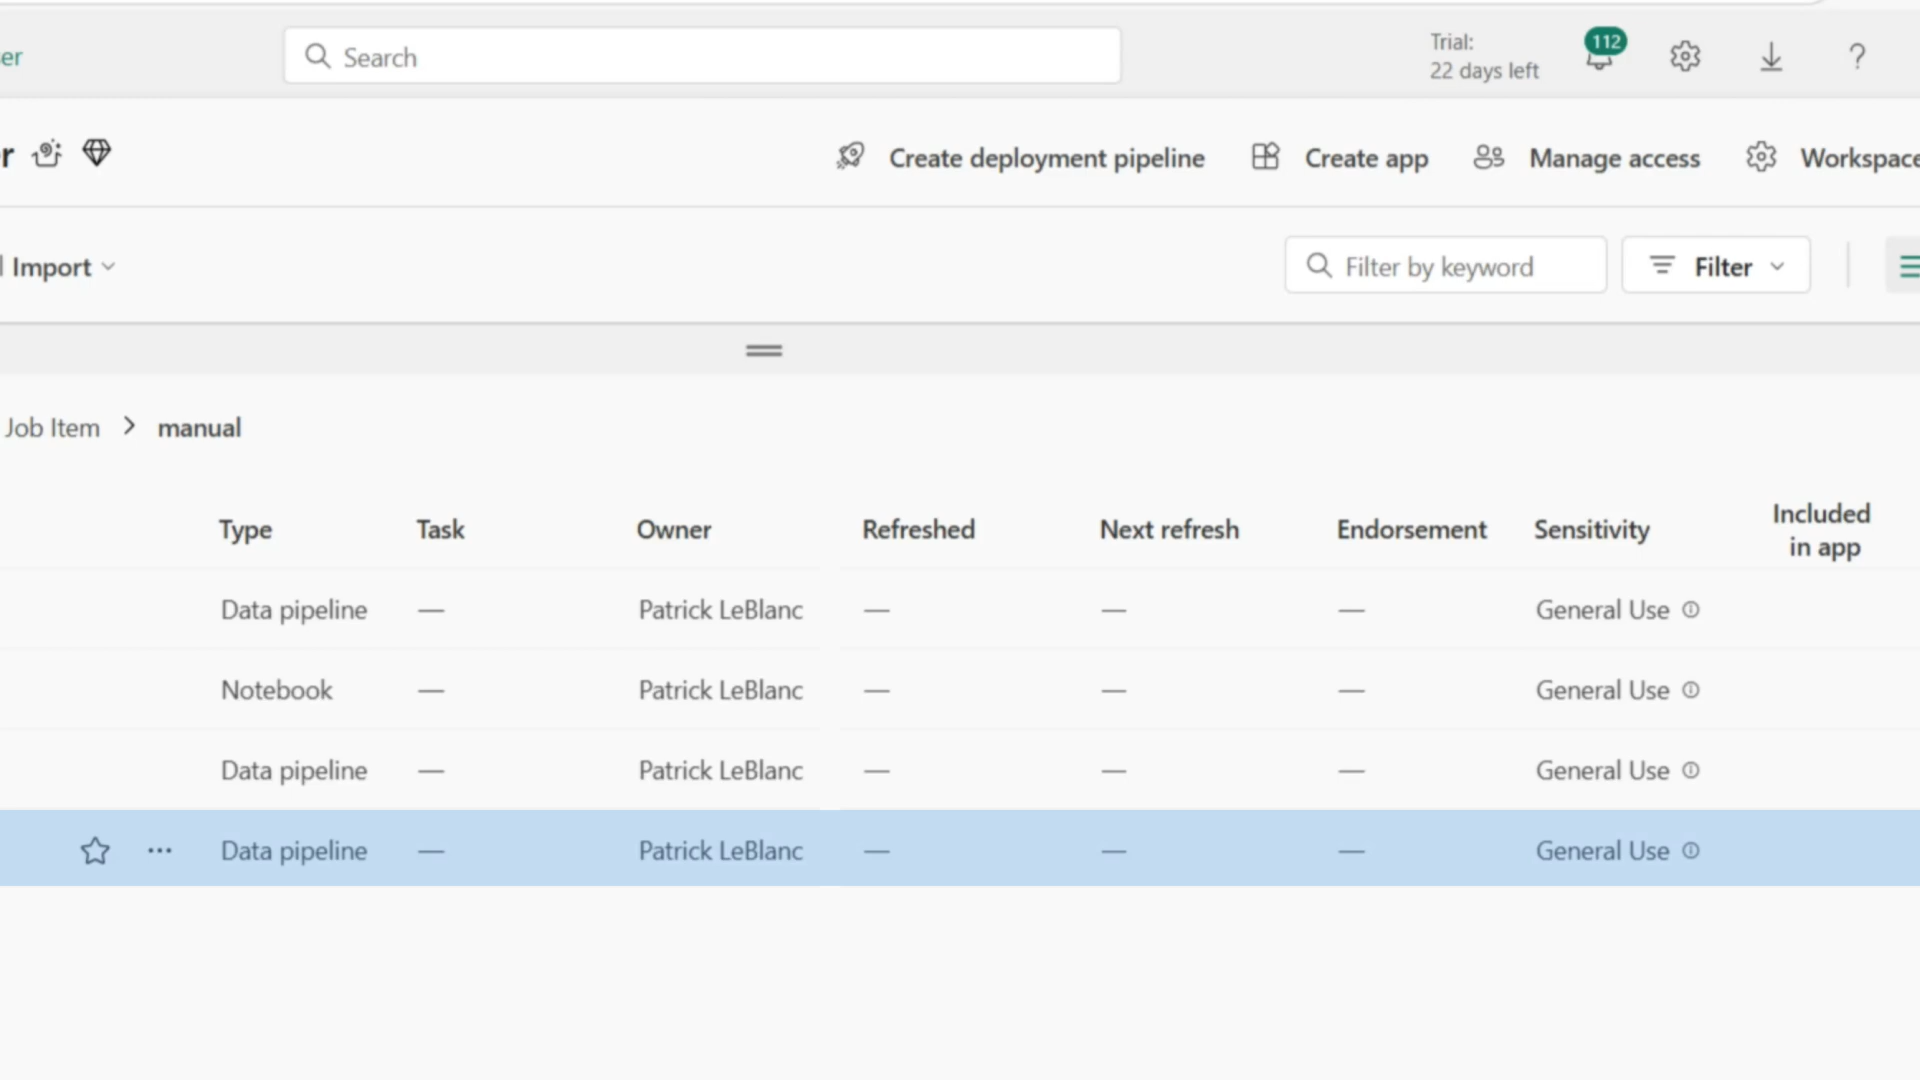 er
Search
Trial:
22 days left
112
?
r
Create deployment pipeline
Create app
Manage access
Workspace
Import
Filter by keyword
Filter
Job Item > manual
Type Task Owner Refreshed Next refresh Endorsement Sensitivity Included in app
Data pipeline — Patrick LeBlanc — — — General Use
Notebook — Patrick LeBlanc — — — General Use
Data pipeline — Patrick LeBlanc — — — General Use
Data pipeline — Patrick LeBlanc — — — General Use